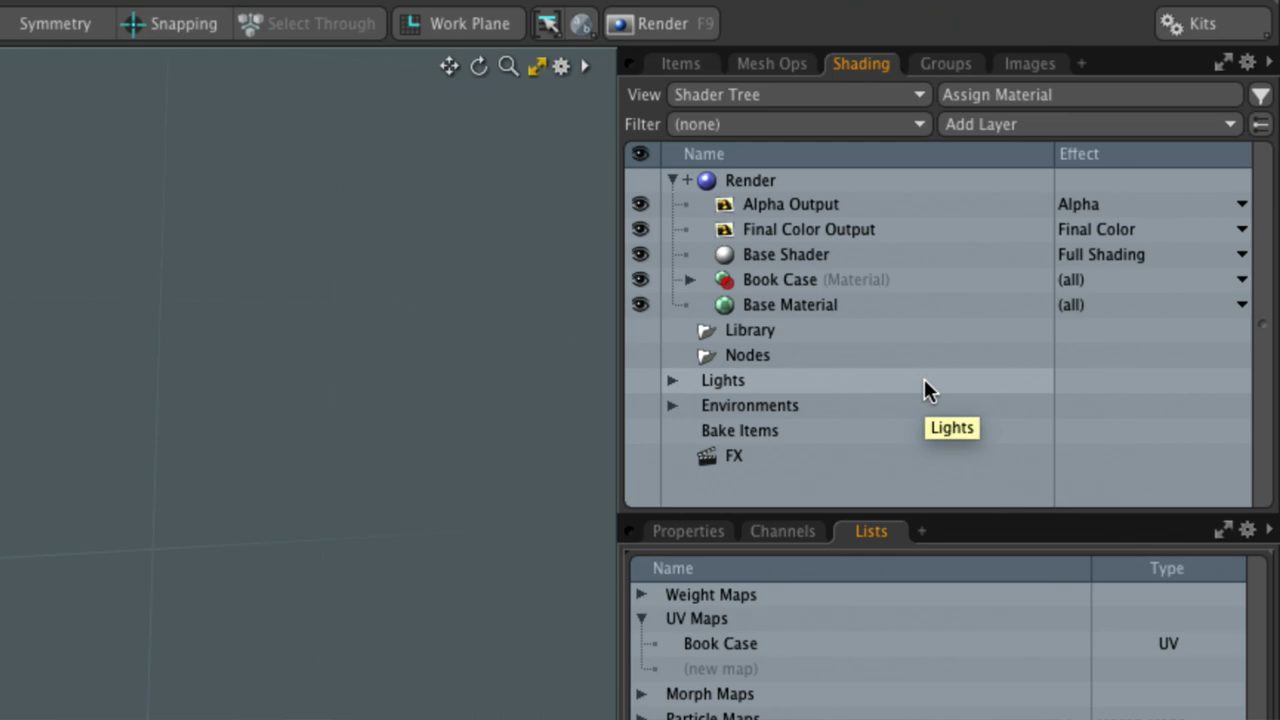 Symmetry Snapping Select Through Work Plane Render F9 Kits
Items Mesh Ops Shading Groups Images +
View Shader Tree Assign Material
Filter (none) Add Layer
Name Effect
Render
Alpha Output Alpha
Final Color Output Final Color
Base Shader Full Shading
Book Case (Material) (all)
Base Material (all)
Library
Nodes
Lights
Environments
Lights
Bake Items
FX
Properties Channels Lists +
Name Type
Weight Maps
UV Maps
Book Case UV
(new map)
Morph Maps
Particle Maps